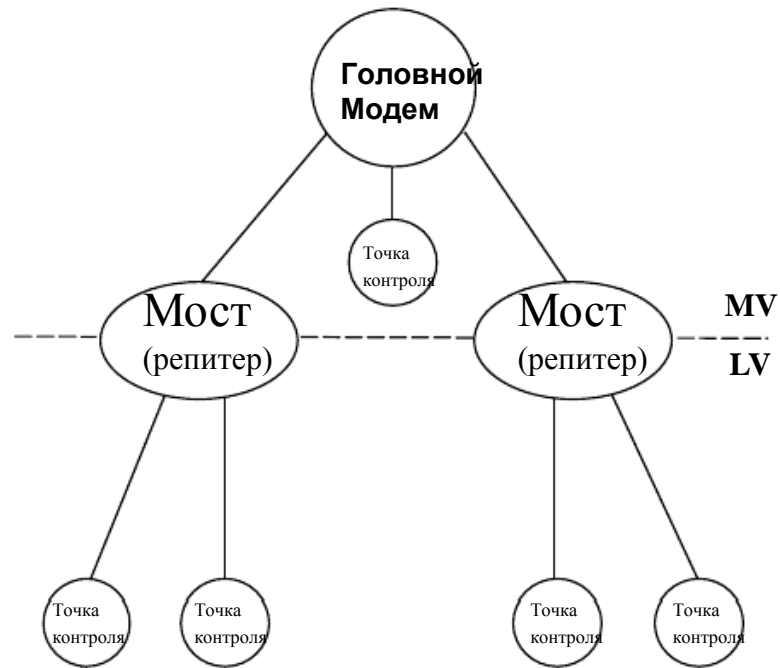 Головной
Модем
Точка
контроля
Мост
(репитер)
Мост
(репитер)
MV
LV
Точка
контроля
Точка
контроля
Точка
контроля
Точка
контроля